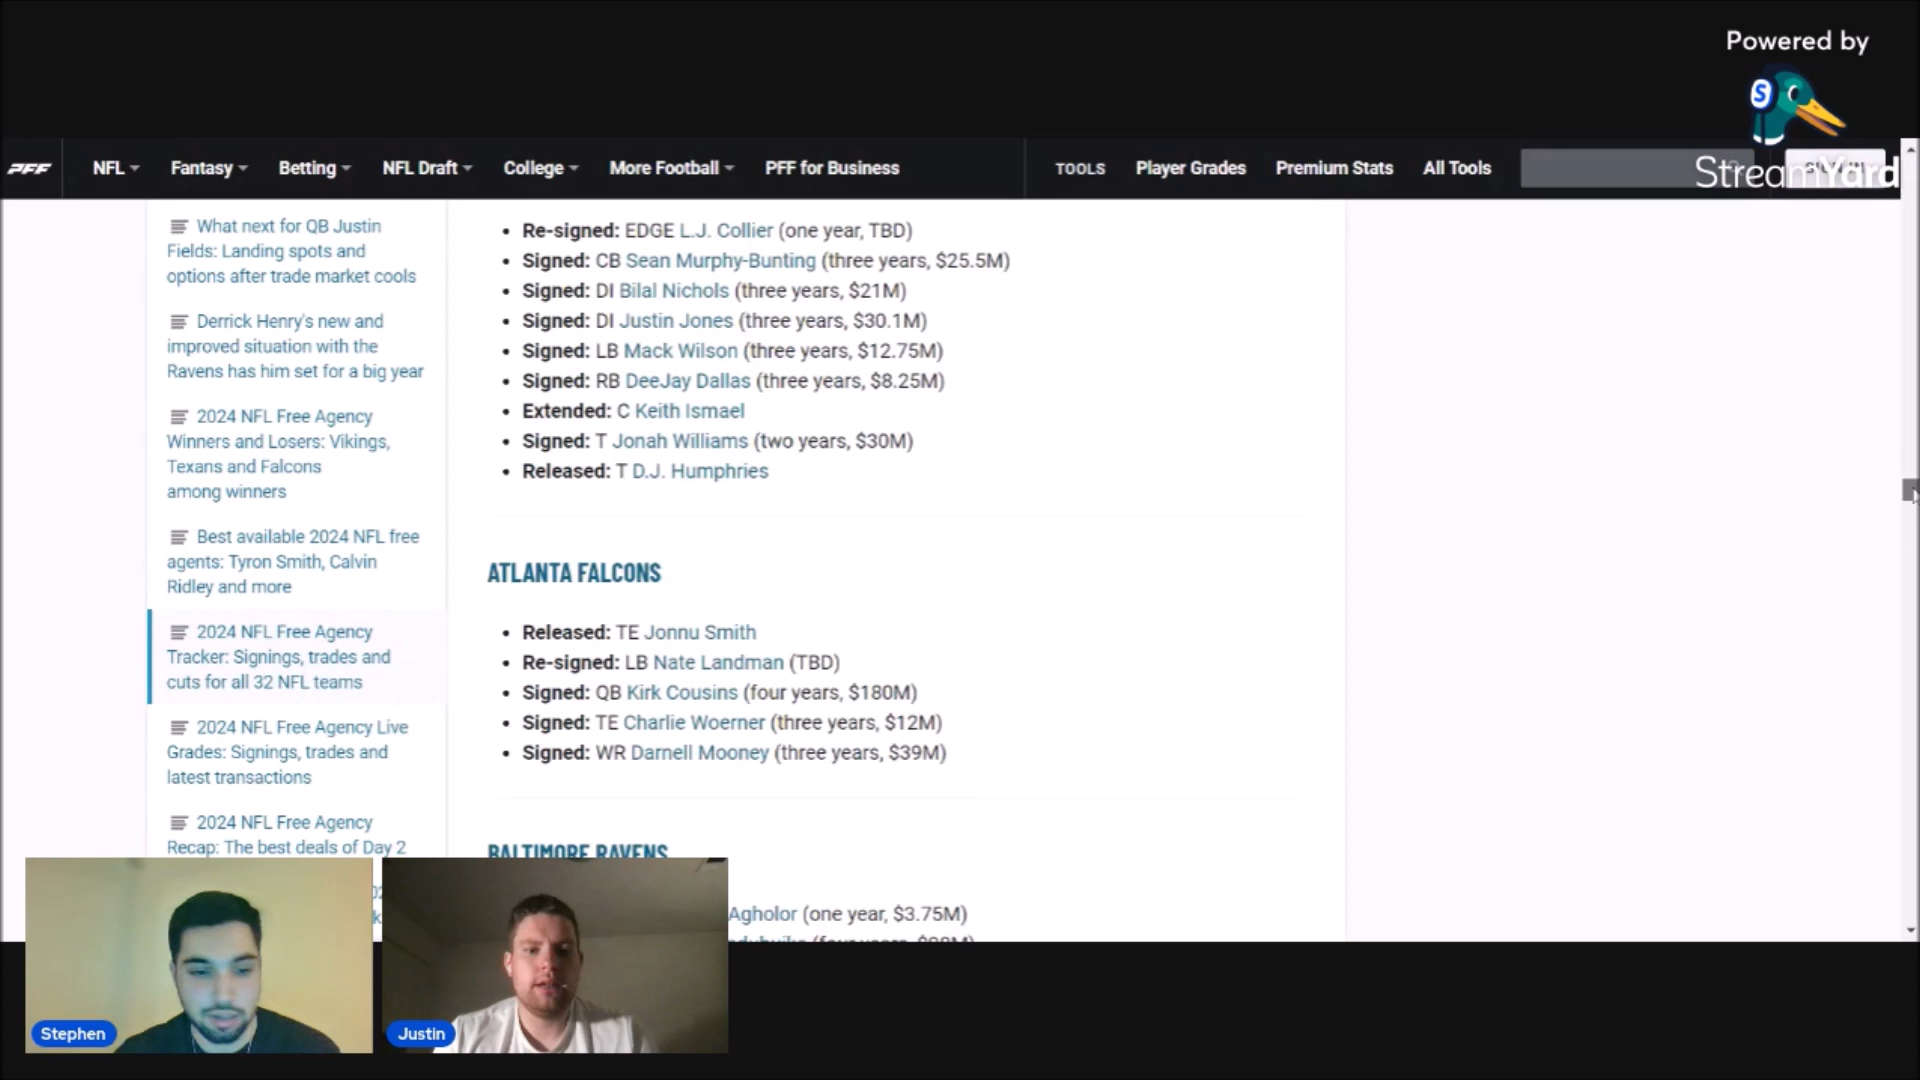 Powered by
StreamYard
PFF
NFL
Fantasy
Betting
NFL Draft
College
More Football
PFF for Business
TOOLS
Player Grades
Premium Stats
All Tools
What next for QB Justin
Fields: Landing spots and
options after trade market cools
Derrick Henry's new and
improved situation with the
Ravens has him set for a big year
2024 NFL Free Agency
Winners and Losers: Vikings,
Texans and Falcons
among winners
Best available 2024 NFL free
agents: Tyron Smith, Calvin
Ridley and more
2024 NFL Free Agency
Tracker: Signings, trades and
cuts for all 32 NFL teams
2024 NFL Free Agency Live
Grades: Signings, trades and
latest transactions
2024 NFL Free Agency
Recap: The best deals of Day 2
Re-signed: EDGE L.J. Collier (one year, TBD)
Signed: CB Sean Murphy-Bunting (three years, $25.5M)
Signed: DI Bilal Nichols (three years, $21M)
Signed: DI Justin Jones (three years, $30.1M)
Signed: LB Mack Wilson (three years, $12.75M)
Signed: RB DeeJay Dallas (three years, $8.25M)
Extended: C Keith Ismael
Signed: T Jonah Williams (two years, $30M)
Released: T D.J. Humphries
ATLANTA FALCONS
Released: TE Jonnu Smith
Re-signed: LB Nate Landman (TBD)
Signed: QB Kirk Cousins (four years, $180M)
Signed: TE Charlie Woerner (three years, $12M)
Signed: WR Darnell Mooney (three years, $39M)
BALTIMORE RAVENS
Agholor (one year, $3.75M)
Stephen
Justin